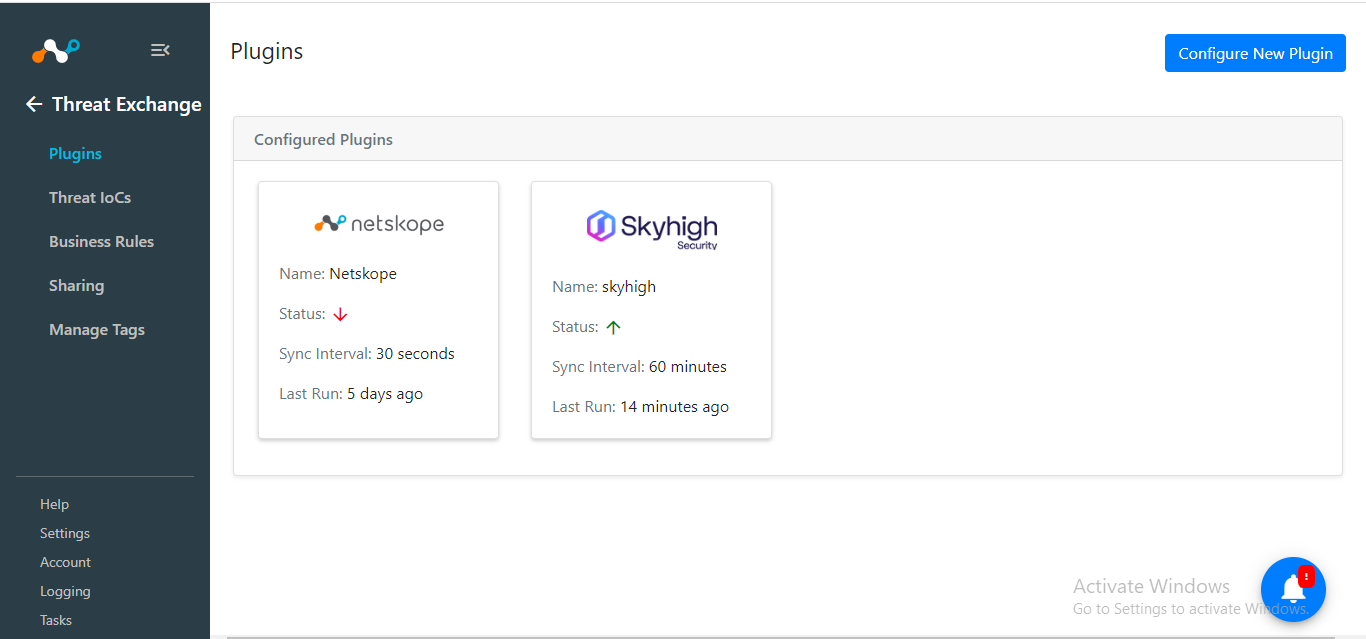 Plugins
Configure New Plugin
Threat Exchange
Plugins
Threat IoCs
Business Rules
Sharing
Manage Tags
Help
Settings
Account
Logging
Tasks
Configured Plugins
netskope
Name: Netskope
Status:
Sync Interval: 30 seconds
Last Run: 5 days ago
Skyhigh
Security
Name: skyhigh
Status:
Sync Interval: 60 minutes
Last Run: 14 minutes ago
Activate Windows
Go to Settings to activate Windows.
!